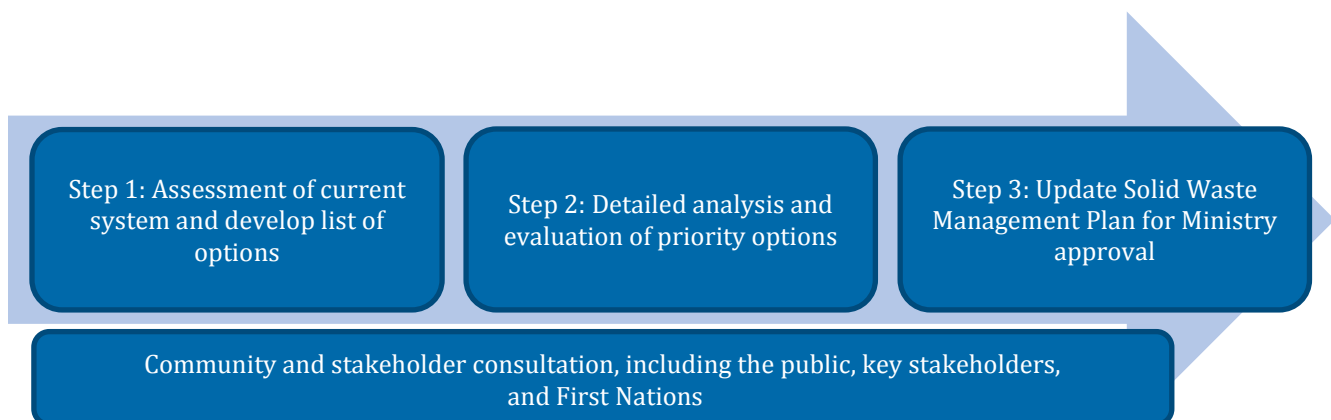 Step 1: Assessment of current
system and develop list of
options
Step 2: Detailed analysis and
evaluation of priority options
Step 3: Update Solid Waste
Management Plan for Ministry
approval
Community and stakeholder consultation, including the public, key stakeholders,
and First Nations